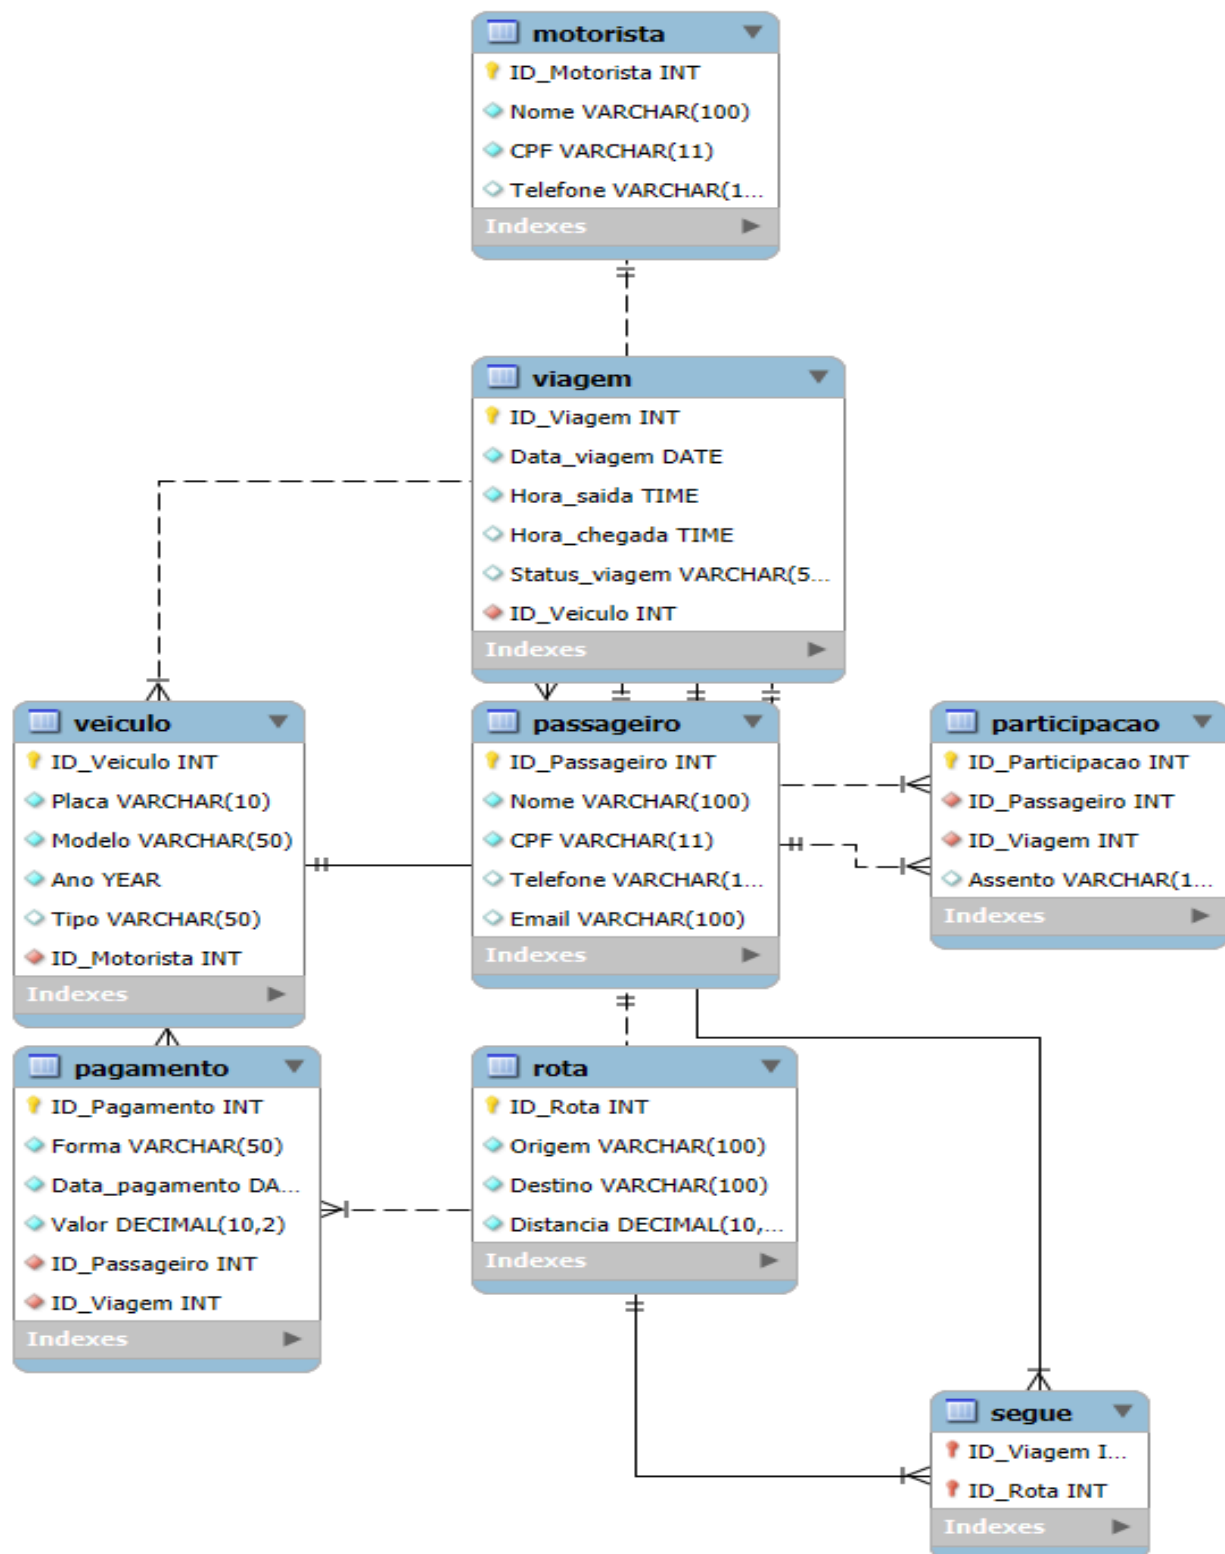 motorista
ID_Motorista INT
Nome VARCHAR(100)
CPF VARCHAR(11)
Telefone VARCHAR(1...
Indexes
viagem
ID_Viagem INT
Data_viagem DATE
Hora_saida TIME
Hora_chegada TIME
Status_viagem VARCHAR(5...
ID_Veiculo INT
Indexes
veiculo
ID_Veiculo INT
Placa VARCHAR(10)
Modelo VARCHAR(50)
Ano YEAR
Tipo VARCHAR(50)
ID_Motorista INT
Indexes
passageiro
ID_Passageiro INT
Nome VARCHAR(100)
CPF VARCHAR(11)
Telefone VARCHAR(1...
Email VARCHAR(100)
Indexes
participacao
ID_Participacao INT
ID_Passageiro INT
ID_Viagem INT
Assento VARCHAR(1...
Indexes
pagamento
ID_Pagamento INT
Forma VARCHAR(50)
Data_pagamento DA...
Valor DECIMAL(10,2)
ID_Passageiro INT
ID_Viagem INT
Indexes
rota
ID_Rota INT
Origem VARCHAR(100)
Destino VARCHAR(100)
Distancia DECIMAL(10,...
Indexes
segue
ID_Viagem I...
ID_Rota INT
Indexes